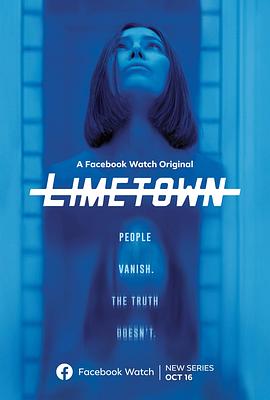 A Facebook Watch Original
LIMETOWN
PEOPLE
VANISH.
THE TRUTH
DOESN'T.
Facebook Watch
NEW SERIES
OCT 16